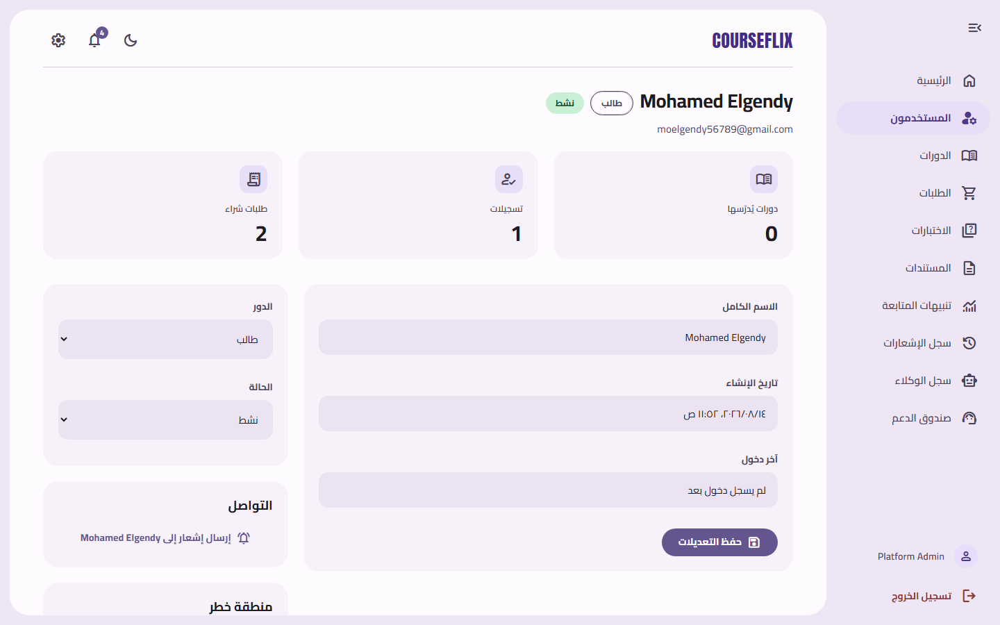 COURSEFLIX
4
Mohamed Elgendy
طالب
نشط
moelgendy56789@gmail.com
دورات يُدرّسها
0
تسجيلات
1
طلبات شراء
2
الاسم الكامل
Mohamed Elgendy
تاريخ الإنشاء
١٤‏/٠٨‏/٢٠٢٦، ١١:٥٢ ص
آخر دخول
لم يسجل دخول بعد
حفظ التعديلات
الدور
طالب
الحالة
نشط
التواصل
إرسال إشعار إلى Mohamed Elgendy
منطقة خطر
الرئيسية
المستخدمون
الدورات
الطلبات
الاختبارات
المستندات
تنبيهات المتابعة
سجل الإشعارات
سجل الوكلاء
صندوق الدعم
Platform Admin
تسجيل الخروج